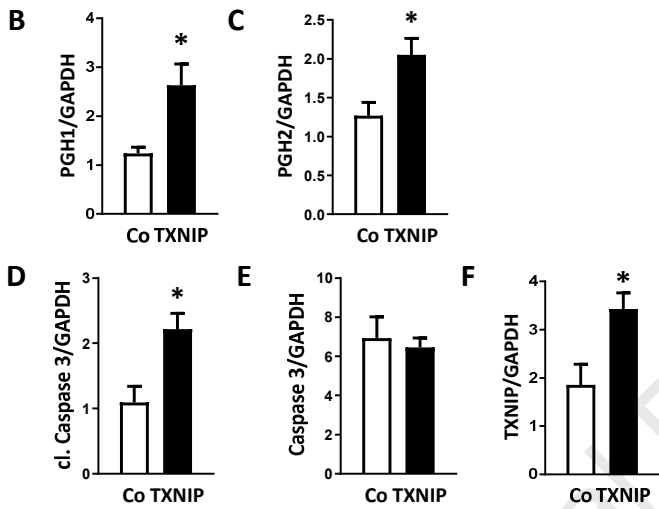 B
PGH1/GAPDH
4
3
2
1
0
*
Co TXNIP
C
PGH2/GAPDH
2.5
2.0
1.5
1.0
0.5
0.0
*
Co TXNIP
D
cl. Caspase 3/GAPDH
3
2
1
0
*
Co TXNIP
E
Caspase 3/GAPDH
10
8
6
4
2
0
Co TXNIP
F
TXNIP/GAPDH
4
3
2
1
0
*
Co TXNIP